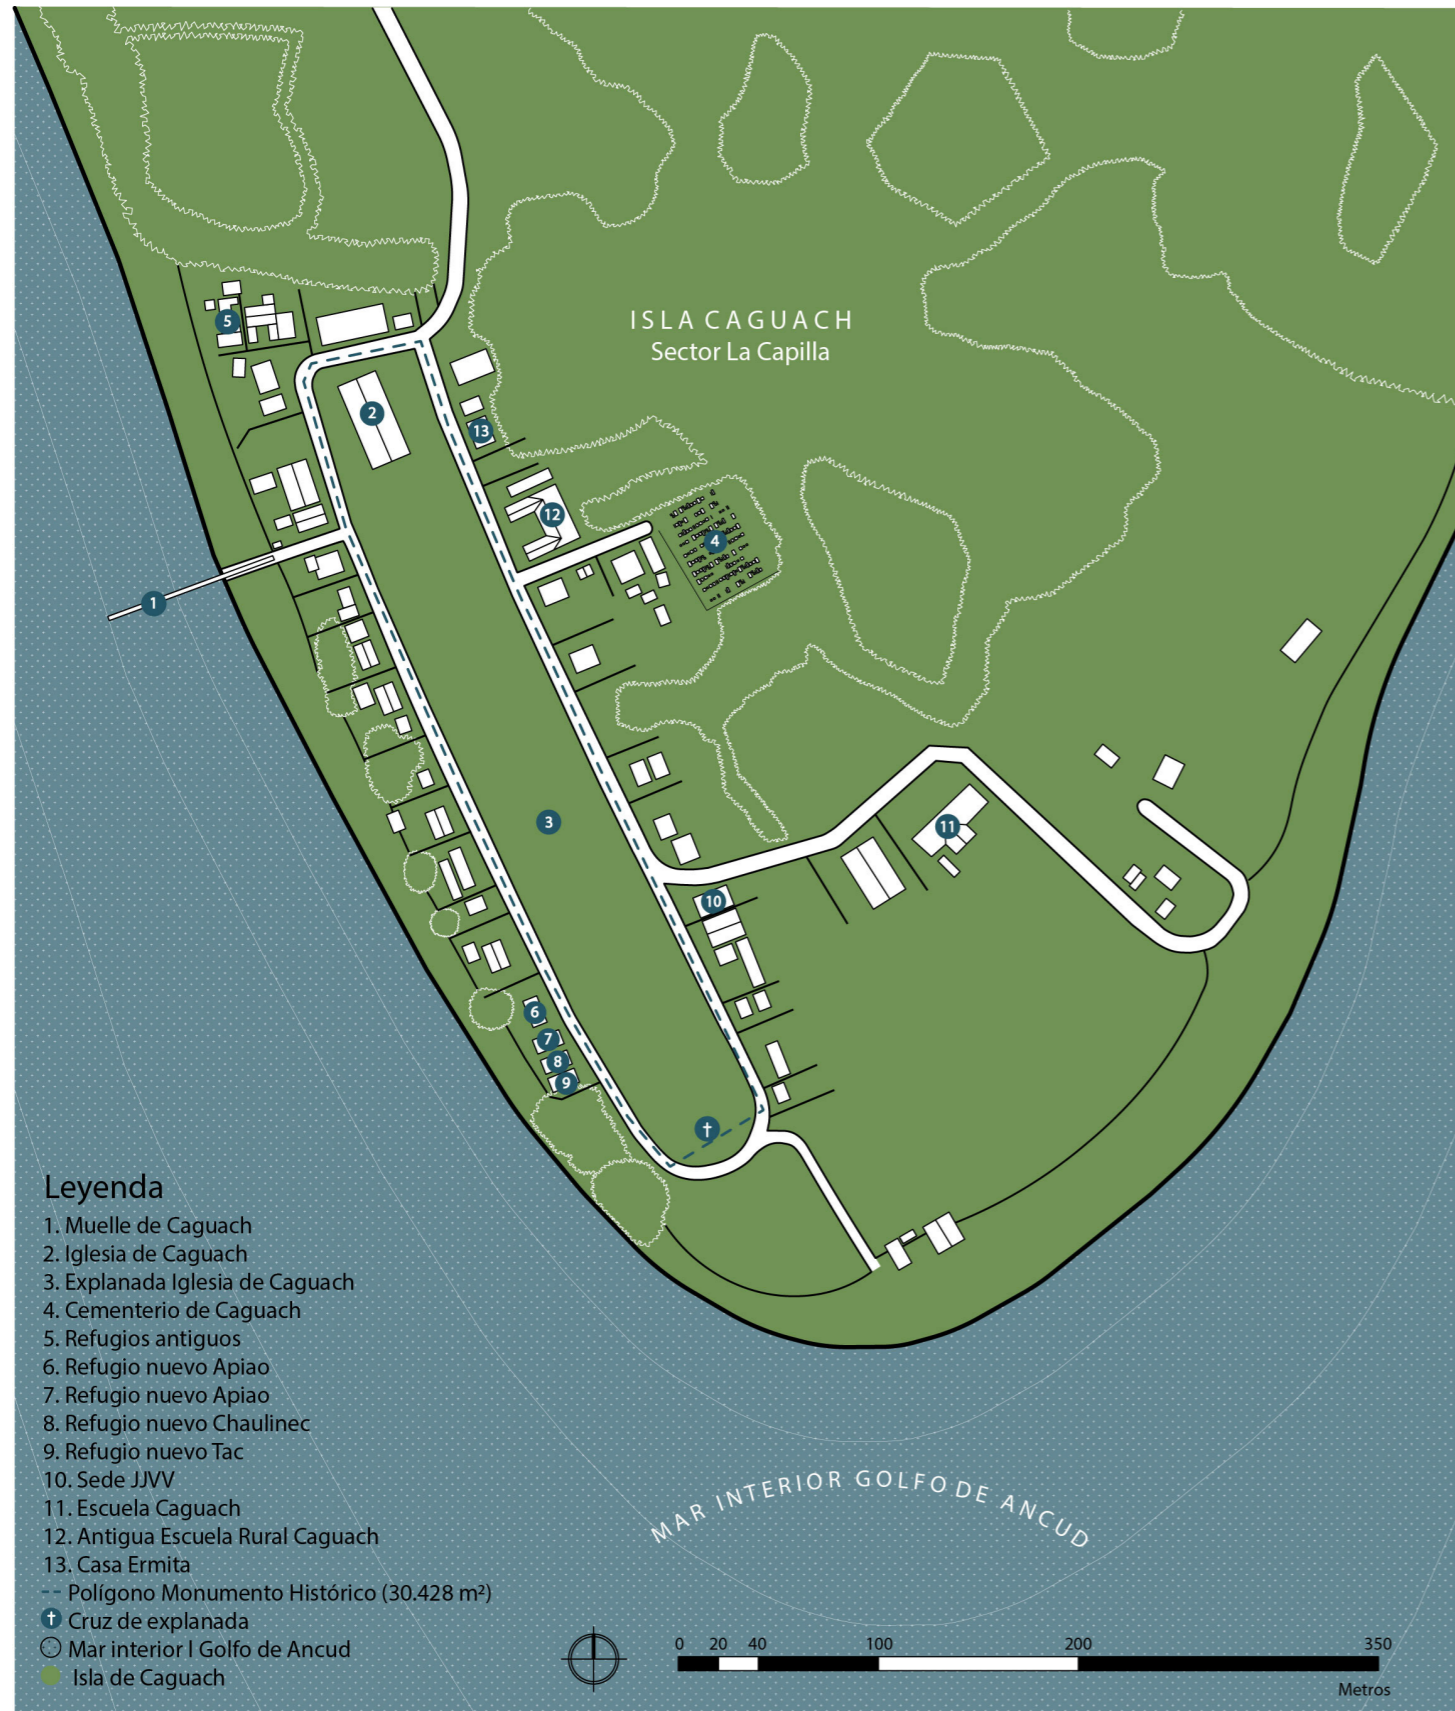 5
ISLA CAGUACH
Sector La Capilla
2
13
12
4
1
3
11
10
6
7
8
9
†
Leyenda
1. Muelle de Caguach
2. Iglesia de Caguach
3. Explanada Iglesia de Caguach
4. Cementerio de Caguach
5. Refugios antiguos
6. Refugio nuevo Apiao
7. Refugio nuevo Apiao
8. Refugio nuevo Chaulinec
9. Refugio nuevo Tac
10. Sede JJVV
11. Escuela Caguach
12. Antigua Escuela Rural Caguach
13. Casa Ermita
-- Polígono Monumento Histórico (30.428 m²)
† Cruz de explanada
Mar interior l Golfo de Ancud
Isla de Caguach
MAR INTERIOR GOLFO DE ANCUD
0 20 40 100 200 350
Metros